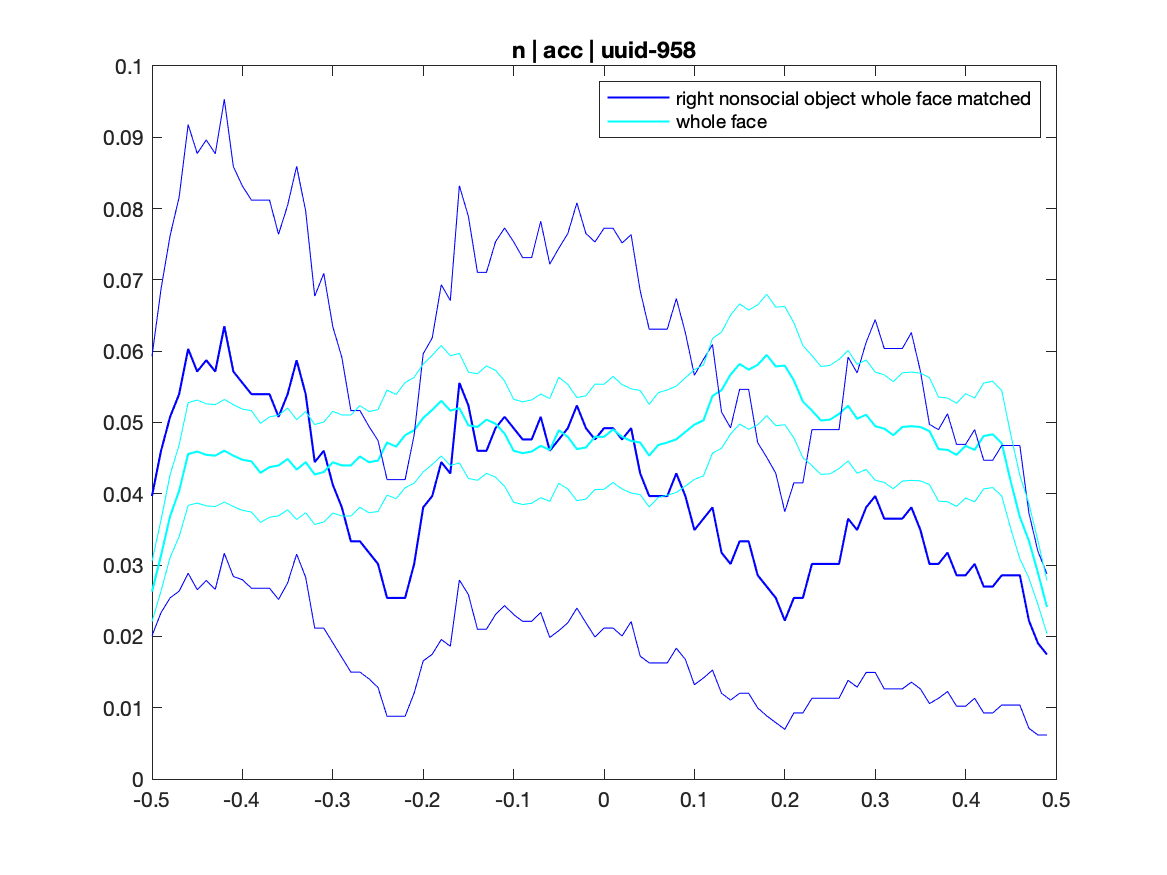 n | acc | uuid-958
right nonsocial object whole face matched
whole face
0.1
0.09
0.08
0.07
0.06
0.05
0.04
0.03
0.02
0.01
0
-0.5 -0.4 -0.3 -0.2 -0.1 0 0.1 0.2 0.3 0.4 0.5